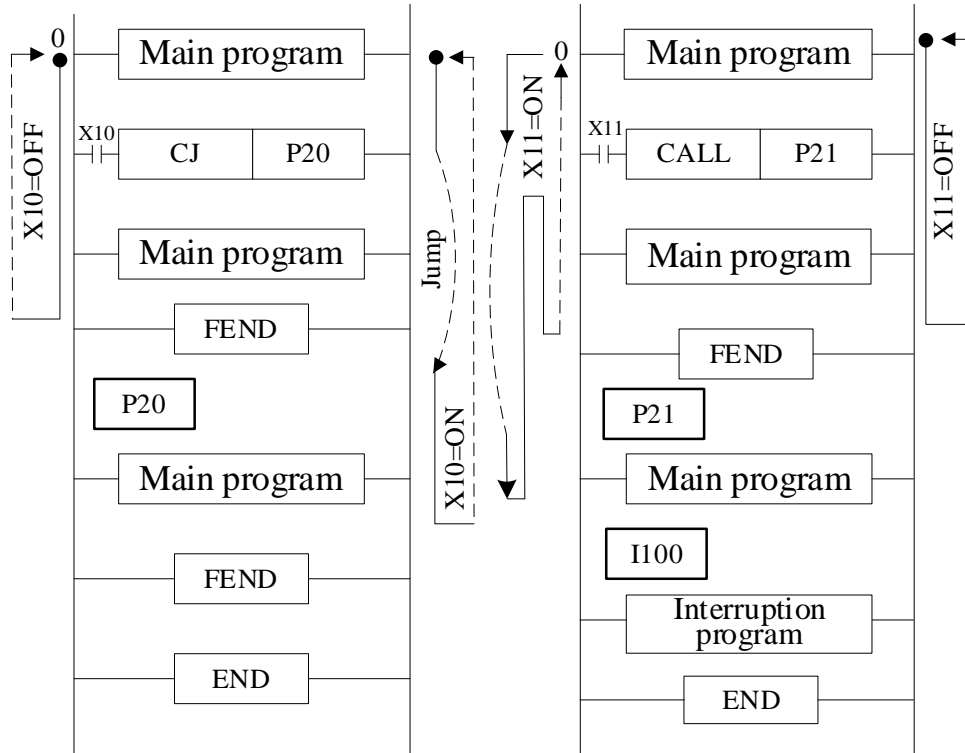 0
Main program
X10
CJ
P20
Main program
FEND
P20
Main program
FEND
END
X10=OFF
Jump
X10=ON
X11=ON
0
Main program
X11
CALL
P21
Main program
FEND
P21
Main program
I100
Interruption
program
END
X11=OFF